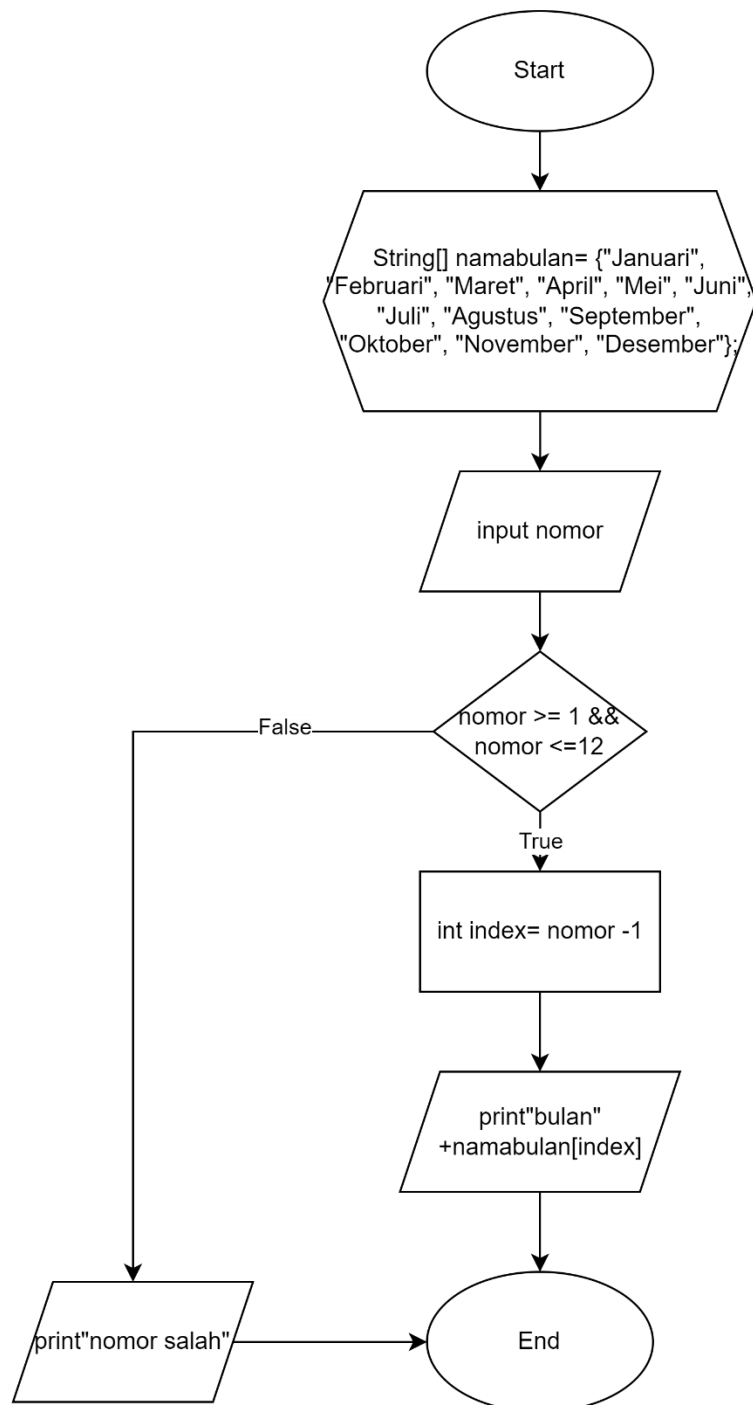 Start
String[] namabulan= {"Januari",
"Februari", "Maret", "April", "Mei", "Juni",
"Juli", "Agustus", "September",
"Oktober", "November", "Desember"};
input nomor
nomor >= 1 &&
nomor <=12
False
True
int index= nomor -1
print"bulan"
+namabulan[index]
print"nomor salah"
End